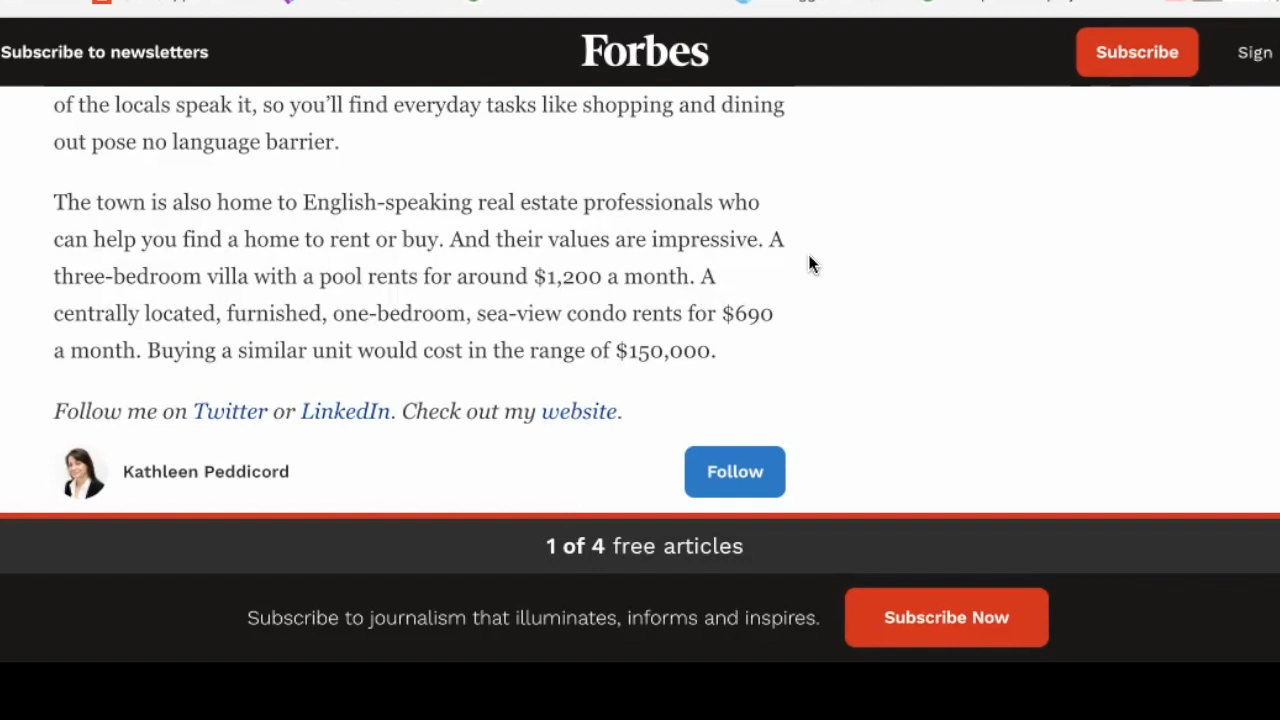 Subscribe to newsletters
Forbes
Subscribe
Sign
of the locals speak it, so you’ll find everyday tasks like shopping and dining
out pose no language barrier.
The town is also home to English-speaking real estate professionals who
can help you find a home to rent or buy. And their values are impressive. A
three-bedroom villa with a pool rents for around $1,200 a month. A
centrally located, furnished, one-bedroom, sea-view condo rents for $690
a month. Buying a similar unit would cost in the range of $150,000.
Follow me on Twitter or LinkedIn. Check out my website.
Kathleen Peddicord
Follow
1 of 4 free articles
Subscribe to journalism that illuminates, informs and inspires.
Subscribe Now